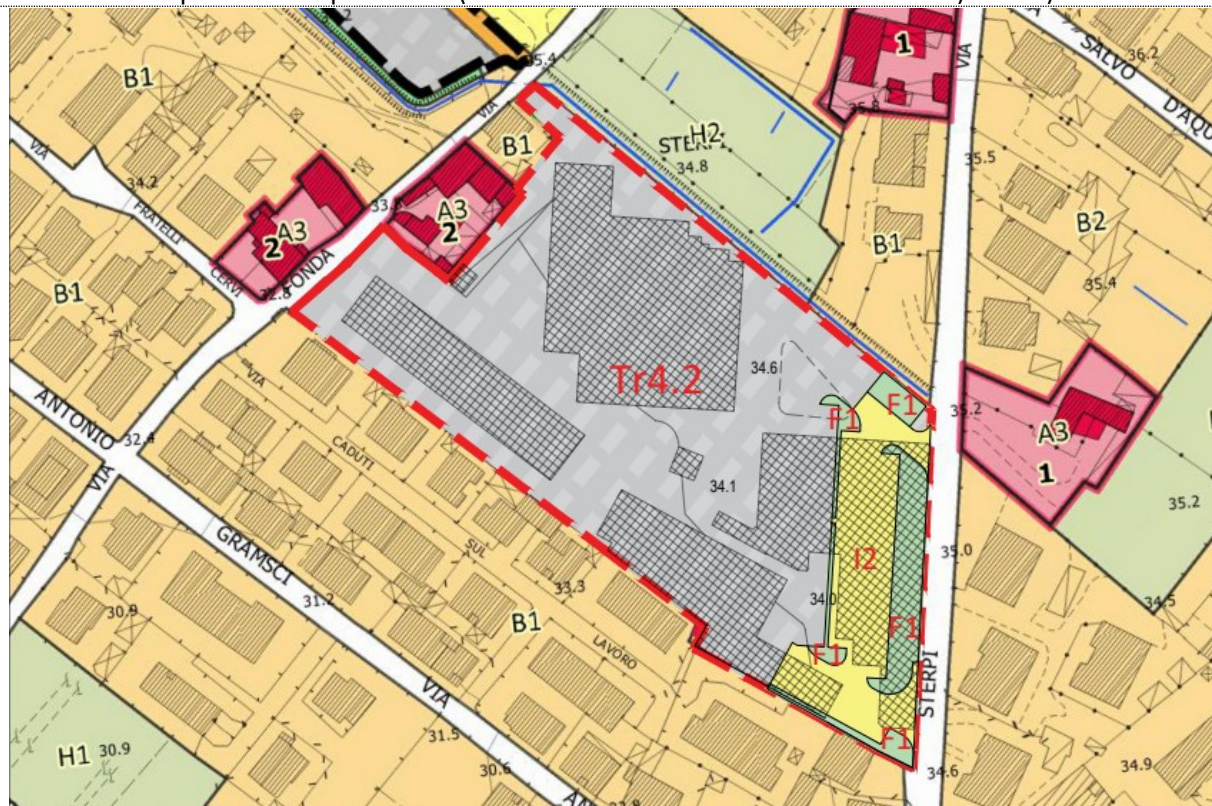 B1
35.4
VIA
SALVO
36.2
D'AQU
VIA
1
35.8
B1
VIA
STERPI
H2
34.8
35.5
34.2
VIA
FRATELLI
CERVI
2
A3
33.5
A3
2
B1
B2
35.4
B1
FONDA
32.8
34.6
Tr4.2
35.2
F1
F1
A3
1
ANTONIO
32.4
VIA
VIA
CADUTI
SUL
LAVORO
34.1
35.2
GRAMSCI
33.3
35.0
I2
31.2
30.9
B1
34.0
34.5
F1
F1
STERPI
VIA
H1
30.9
31.5
30.6
F1
34.6
34.9